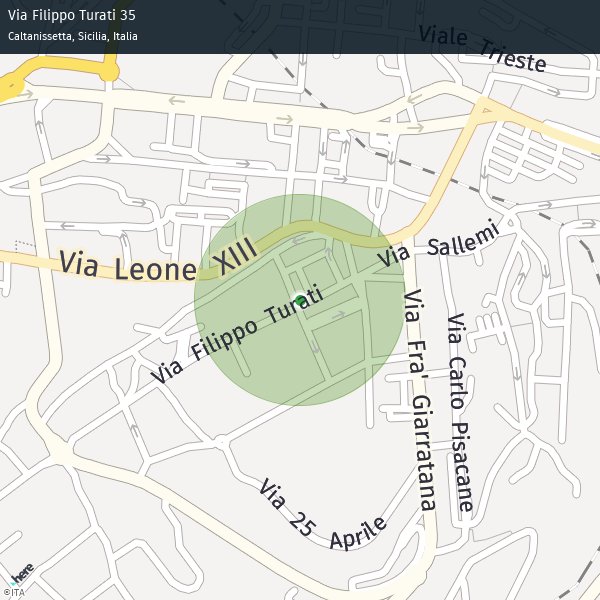 Via Filippo Turati 35
Caltanissetta, Sicilia, Italia
Viale Trieste
Via Sallemi
Via Leone XIII
Via Filippo Turati
Via Fra' Giarratana
Via Carlo Pisacane
Via 25 Aprile
here
©ITA